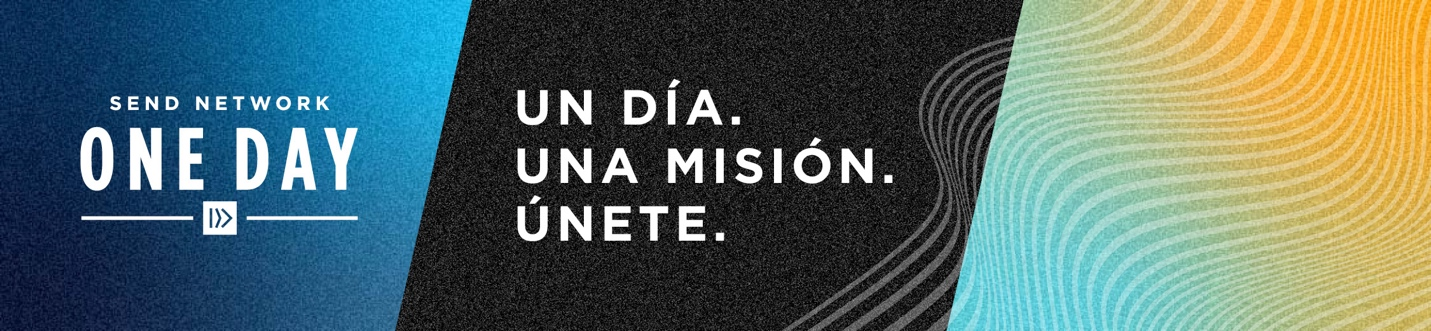 SEND NETWORK
ONE DAY
UN DÍA.
UNA MISIÓN.
ÚNETE.